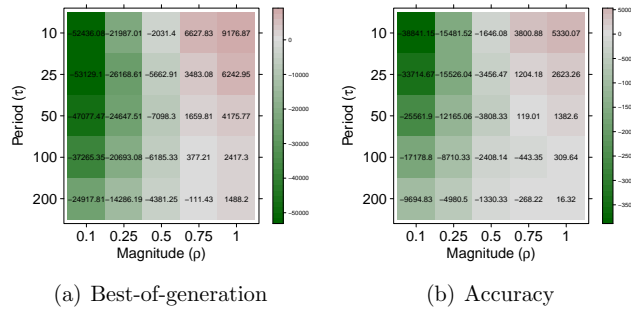 10 −52436.08 −21987.01 −2031.4 6627.83 9176.87
25 −53129.1 −26168.61 −5662.91 3483.08 6242.95
50 −47077.47 −24647.51 −7098.3 1659.81 4175.77
100 −37265.35 −20693.08 −6185.33 377.21 2417.3
200 −24917.81 −14286.19 −4381.25 −111.43 1488.2
0.1 0.25 0.5 0.75 1
Magnitude (ρ)
Period (τ)
0
−10000
−20000
−30000
−40000
−50000
(a) Best-of-generation
10 −38841.15 −15481.52 −1646.08 3800.88 5330.07
25 −33714.67 −15526.04 −3456.47 1204.18 2623.26
50 −25561.9 −12165.06 −3808.33 119.01 1382.6
100 −17178.8 −8710.33 −2408.14 −443.35 309.64
200 −9694.83 −4980.5 −1330.33 −268.22 16.32
0.1 0.25 0.5 0.75 1
Magnitude (ρ)
Period (τ)
(b) Accuracy